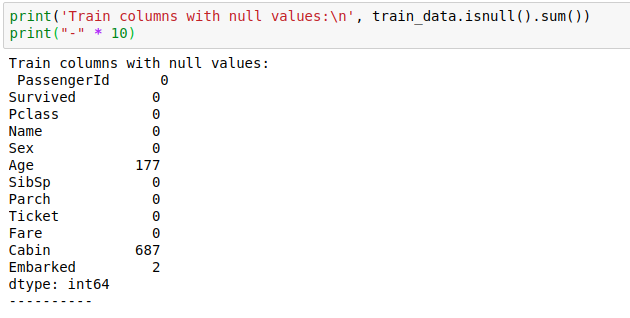 print('Train columns with null values:\n', train_data.isnull().sum())
print("-" * 10)
Train columns with null values:
 PassengerId      0
Survived         0
Pclass           0
Name             0
Sex              0
Age            177
SibSp            0
Parch            0
Ticket           0
Fare             0
Cabin          687
Embarked         2
dtype: int64
----------